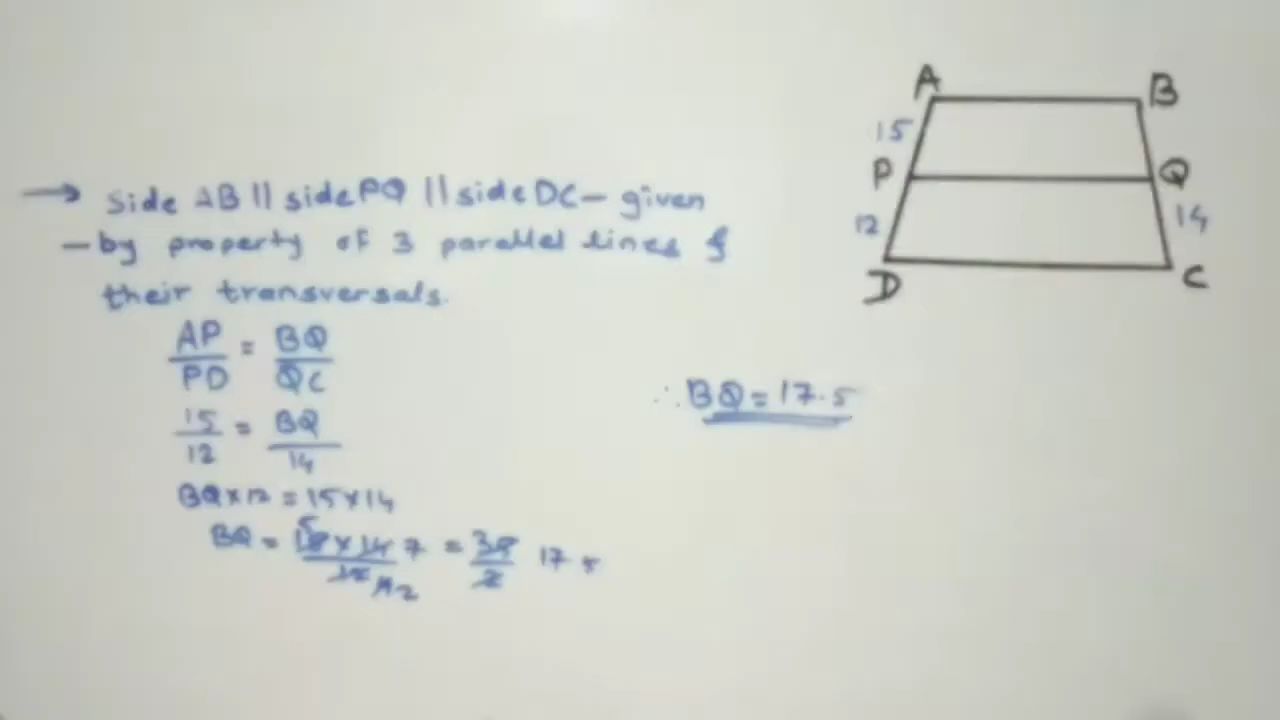 → Side AB || side PQ || side DC – given
– by property of 3 parallel lines &
their transversals.
AP/PD = BQ/QC
15/12 = BQ/14
BQ × 12 = 15 × 14
BQ = 15 × 14 7 = 35/2 17.5
∴ BQ = 17.5
A B
15
P Q
12 14
D C